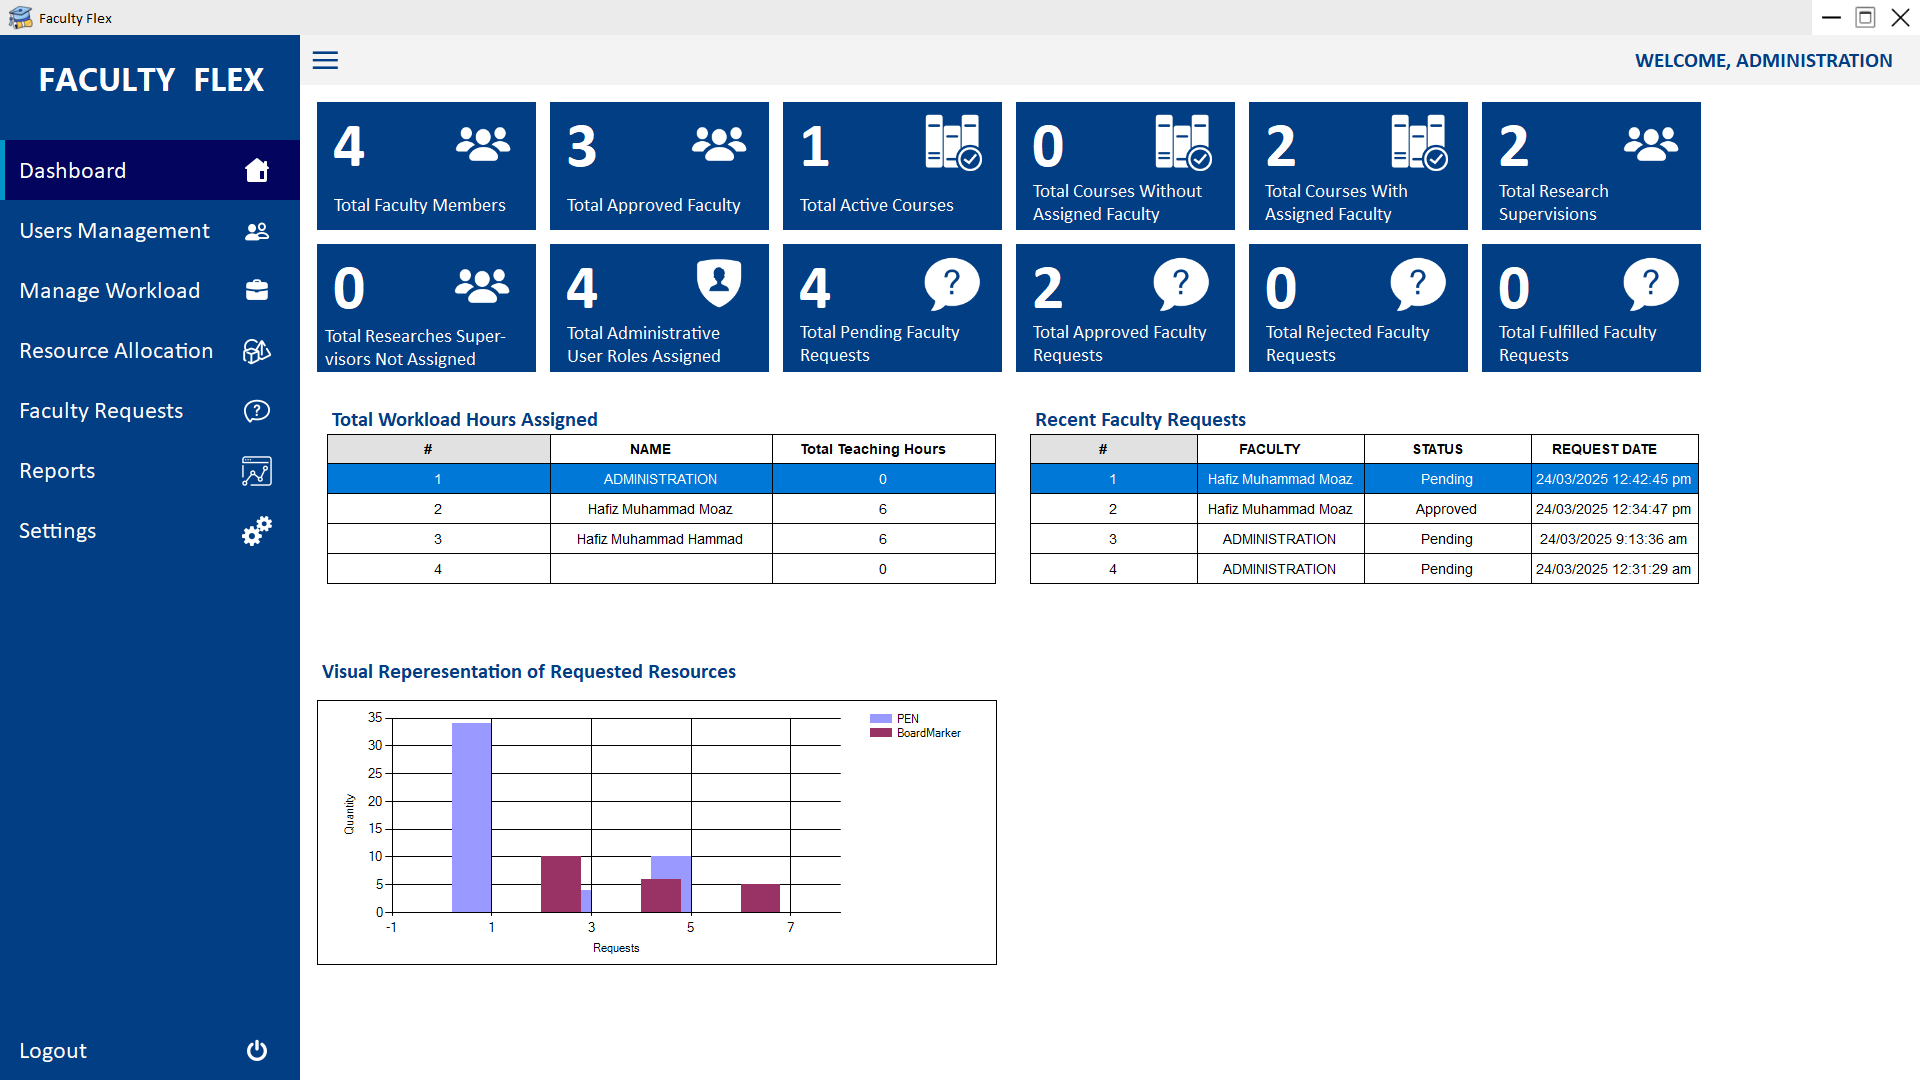 Faculty Flex
FACULTY FLEX
WELCOME, ADMINISTRATION
Dashboard
Users Management
Manage Workload
Resource Allocation
Faculty Requests
Reports
Settings
Logout
4
Total Faculty Members
3
Total Approved Faculty
1
Total Active Courses
0
Total Courses Without
Assigned Faculty
2
Total Courses With
Assigned Faculty
2
Total Research
Supervisions
0
Total Researches Super-
visors Not Assigned
4
Total Administrative
User Roles Assigned
4
Total Pending Faculty
Requests
2
Total Approved Faculty
Requests
0
Total Rejected Faculty
Requests
0
Total Fulfilled Faculty
Requests
Total Workload Hours Assigned
# NAME Total Teaching Hours
1 ADMINISTRATION 0
2 Hafiz Muhammad Moaz 6
3 Hafiz Muhammad Hammad 6
4 0
Recent Faculty Requests
# FACULTY STATUS REQUEST DATE
1 Hafiz Muhammad Moaz Pending 24/03/2025 12:42:45 pm
2 Hafiz Muhammad Moaz Approved 24/03/2025 12:34:47 pm
3 ADMINISTRATION Pending 24/03/2025 9:13:36 am
4 ADMINISTRATION Pending 24/03/2025 12:31:29 am
Visual Reperesentation of Requested Resources
35
30
25
20
15
10
5
0
Quantity
-1 1 3 5 7
Requests
PEN
BoardMarker